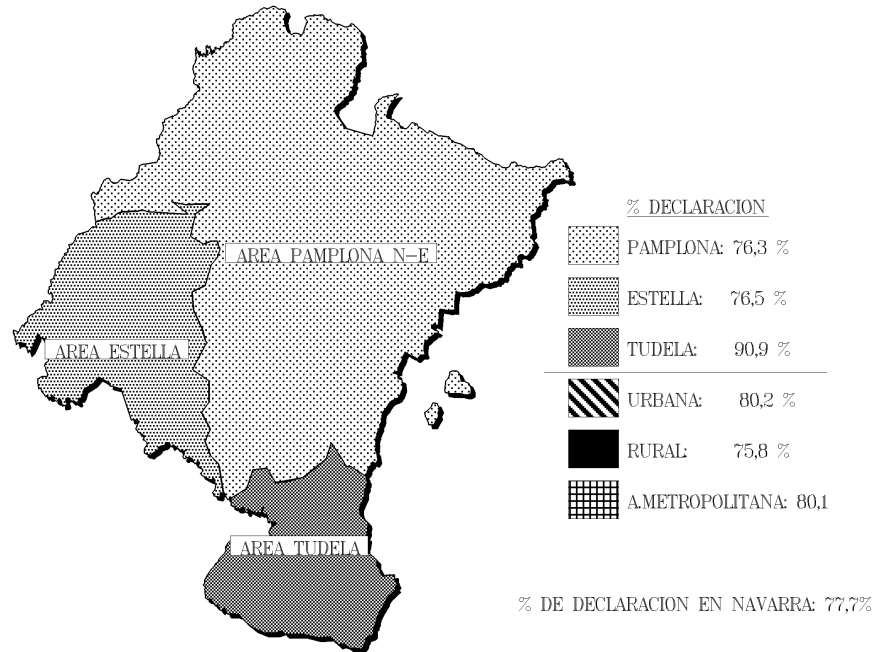 % DECLARACION
AREA PAMPLONA N-E
PAMPLONA: 76,3 %
ESTELLA: 76,5 %
AREA ESTELLA
TUDELA: 90,9 %
URBANA: 80,2 %
RURAL: 75,8 %
A.METROPOLITANA: 80,1
AREA TUDELA
% DE DECLARACION EN NAVARRA: 77,7%